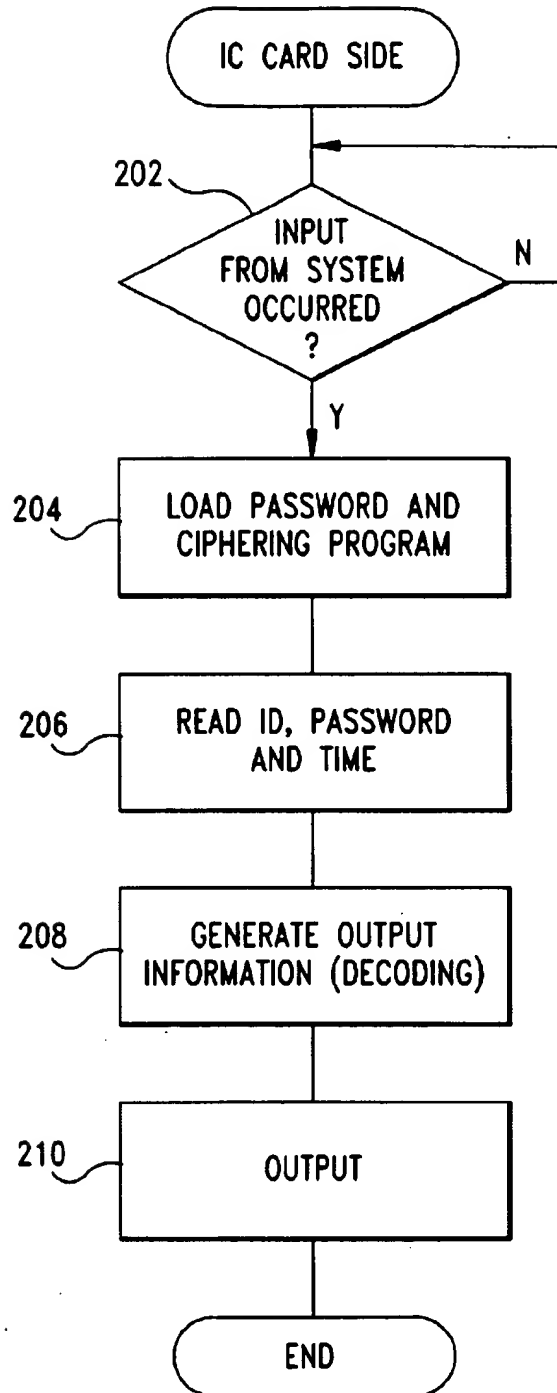 IC CARD SIDE
202
INPUT
FROM SYSTEM
OCCURRED
?
N
Y
204
LOAD PASSWORD AND
CIPHERING PROGRAM
206
READ ID, PASSWORD
AND TIME
208
GENERATE OUTPUT
INFORMATION (DECODING)
210
OUTPUT
END